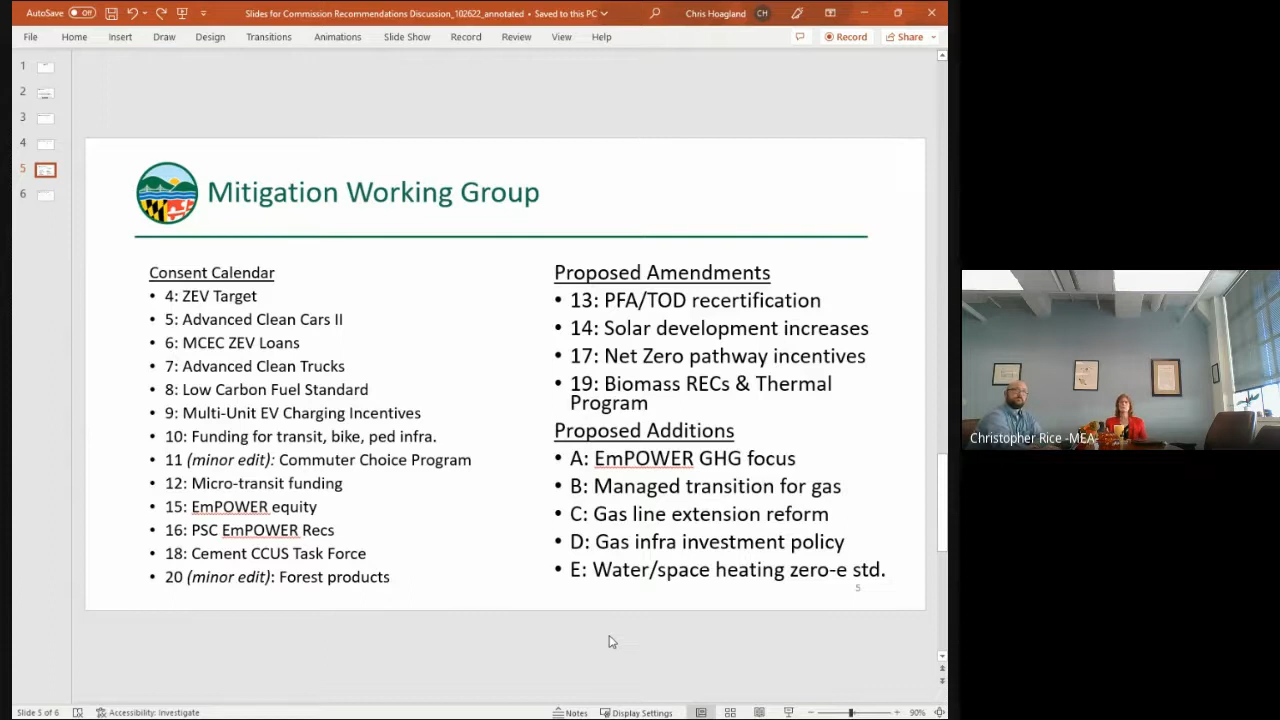 AutoSave Off Slides for Commission Recommendations Discussion_102622_annotated • Saved to this PC Chris Hoagland CH
File Home Insert Draw Design Transitions Animations Slide Show Record Review View Help Record Share
1
2
3
4
5
6
Mitigation Working Group
Consent Calendar
• 4: ZEV Target
• 5: Advanced Clean Cars II
• 6: MCEC ZEV Loans
• 7: Advanced Clean Trucks
• 8: Low Carbon Fuel Standard
• 9: Multi-Unit EV Charging Incentives
• 10: Funding for transit, bike, ped infra.
• 11 (minor edit): Commuter Choice Program
• 12: Micro-transit funding
• 15: EmPOWER equity
• 16: PSC EmPOWER Recs
• 18: Cement CCUS Task Force
• 20 (minor edit): Forest products
Proposed Amendments
• 13: PFA/TOD recertification
• 14: Solar development increases
• 17: Net Zero pathway incentives
• 19: Biomass RECs & Thermal
Program
Proposed Additions
• A: EmPOWER GHG focus
• B: Managed transition for gas
• C: Gas line extension reform
• D: Gas infra investment policy
• E: Water/space heating zero-e std.
5
Christopher Rice -MEA
Slide 5 of 6 Accessibility: Investigate Notes Display Settings 90%